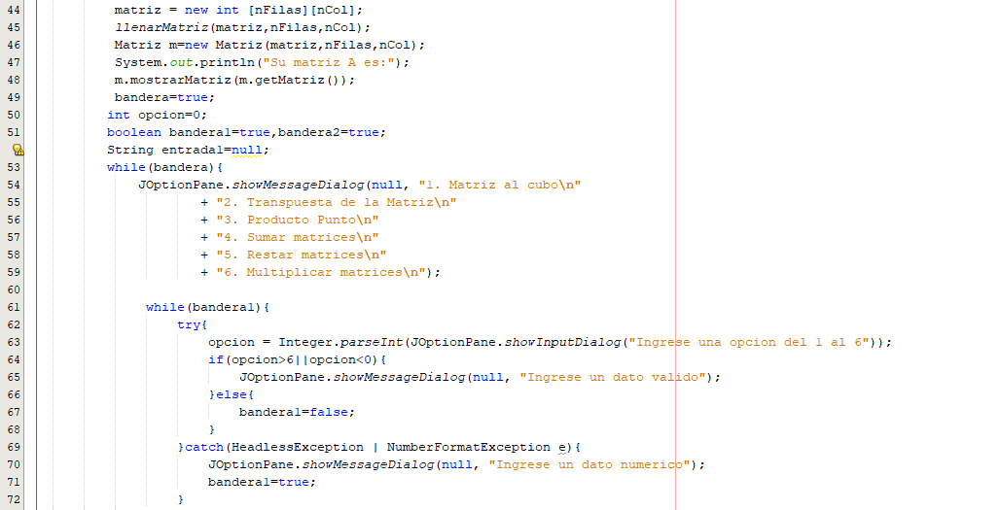 44 matriz = new int [nFilas][nCol];
45 llenarMatriz(matriz,nFilas,nCol);
46 Matriz m=new Matriz(matriz,nFilas,nCol);
47 System.out.println("Su matriz A es:");
48 m.mostrarMatriz(m.getMatriz());
49 bandera=true;
50 int opcion=0;
51 boolean bandera1=true,bandera2=true;
String entrada1=null;
53 while(bandera){
54 JOptionPane.showMessageDialog(null, "1. Matriz al cubo\n"
55 + "2. Transpuesta de la Matriz\n"
56 + "3. Producto Punto\n"
57 + "4. Sumar matrices\n"
58 + "5. Restar matrices\n"
59 + "6. Multiplicar matrices\n");
60
61 while(bandera1){
62 try{
63 opcion = Integer.parseInt(JOptionPane.showInputDialog("Ingrese una opcion del 1 al 6"));
64 if(opcion>6||opcion<0){
65 JOptionPane.showMessageDialog(null, "Ingrese un dato valido");
66 }else{
67 bandera1=false;
68 }
69 }catch(HeadlessException | NumberFormatException e){
70 JOptionPane.showMessageDialog(null, "Ingrese un dato numerico");
71 bandera1=true;
72 }